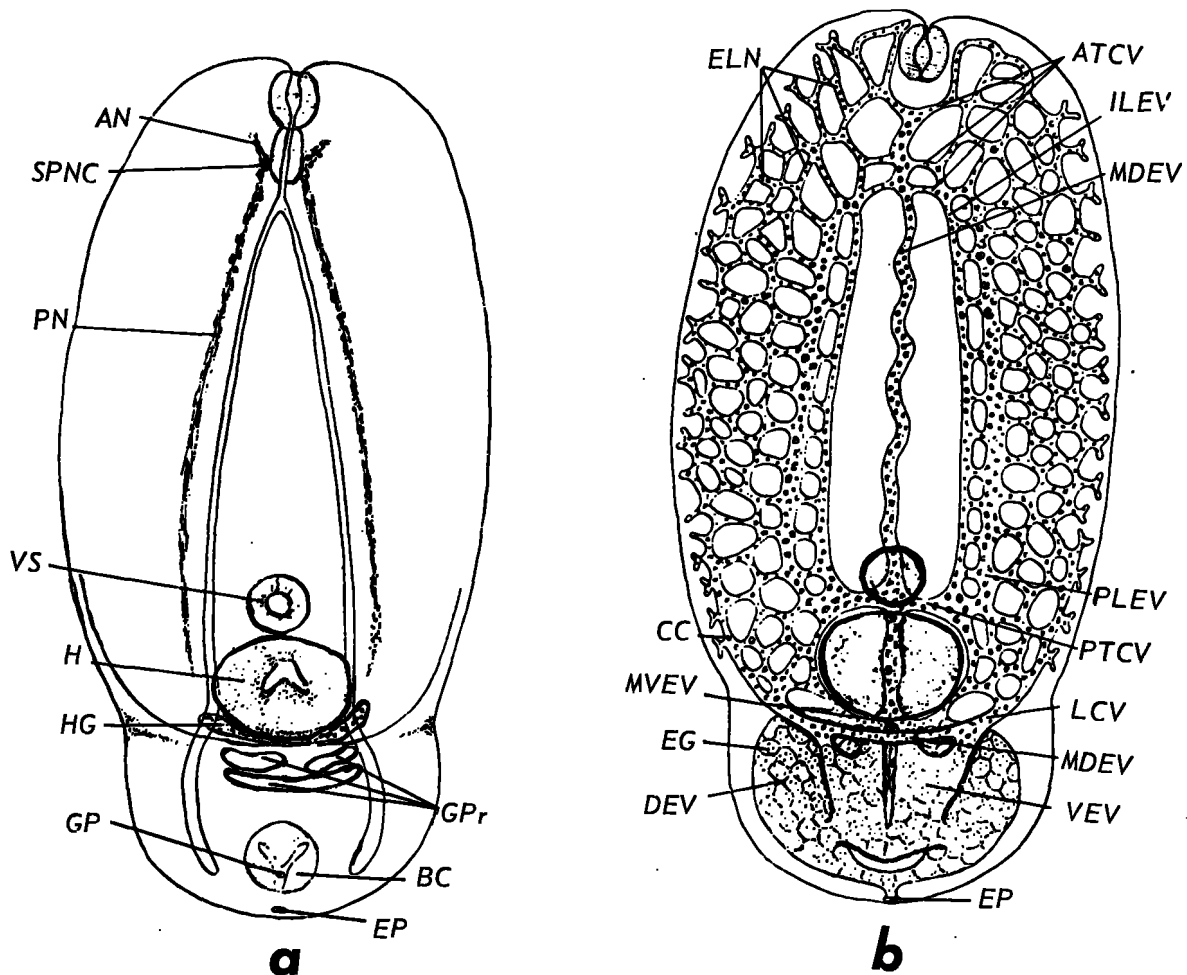 AN
SPNC
PN
VS
H
HG
GPr
GP
BC
EP
a
ELN
ATCV
ILEV
MDEV
PLEV
CC
PTCV
MVEV
LCV
EG
MDEV
DEV
VEV
EP
b